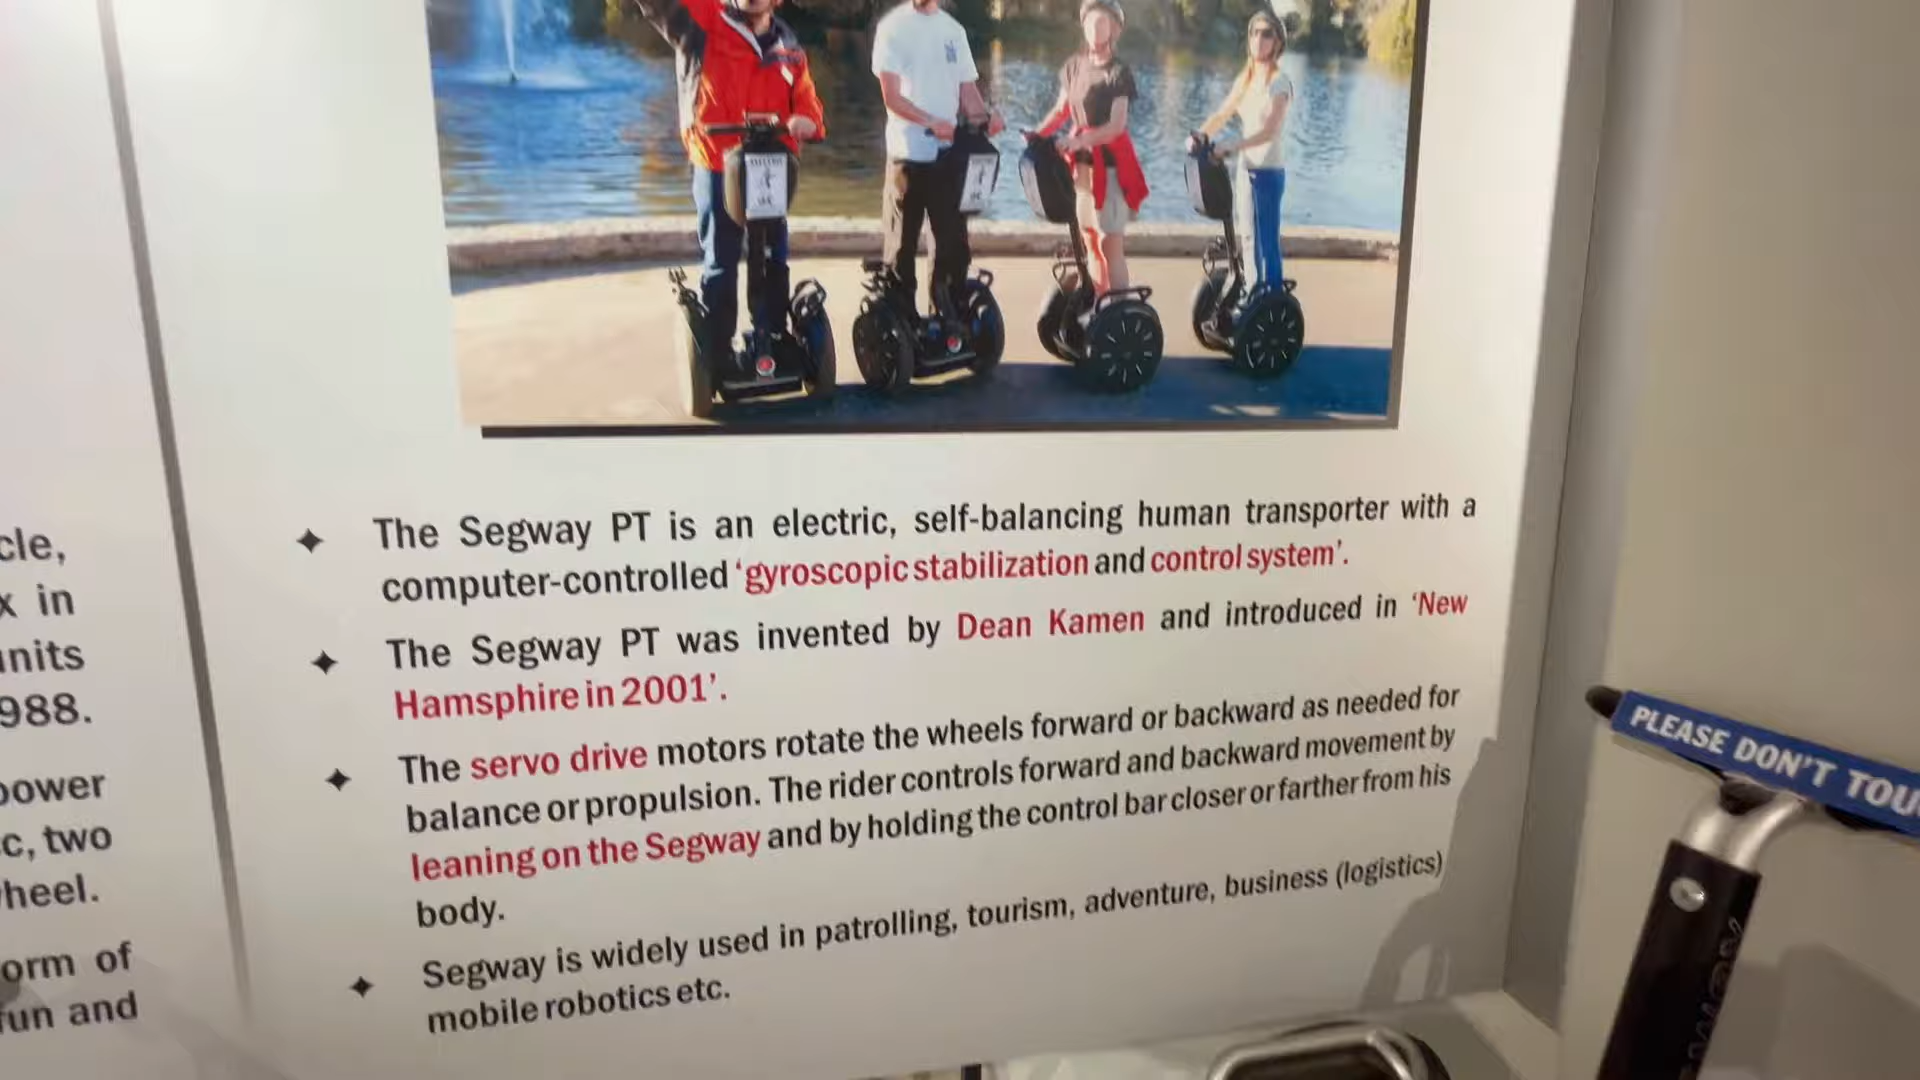 cle,
x in
units
988.
power
c, two
wheel.
orm of
fun and
The Segway PT is an electric, self-balancing human transporter with a
computer-controlled 'gyroscopic stabilization and control system'.
The Segway PT was invented by Dean Kamen and introduced in 'New
Hamsphire in 2001'.
The servo drive motors rotate the wheels forward or backward as needed for
balance or propulsion. The rider controls forward and backward movement by
leaning on the Segway and by holding the control bar closer or farther from his
body.
Segway is widely used in patrolling, tourism, adventure, business (logistics)
mobile robotics etc.
PLEASE DON'T TOU